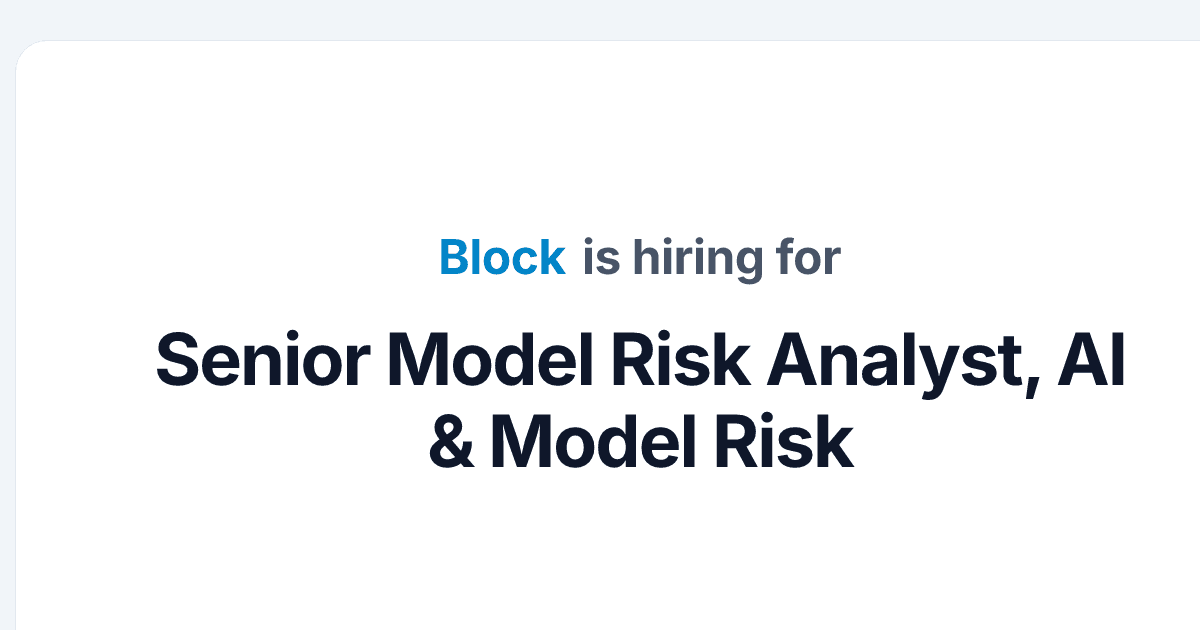 Block is hiring for
Senior Model Risk Analyst, AI
& Model Risk